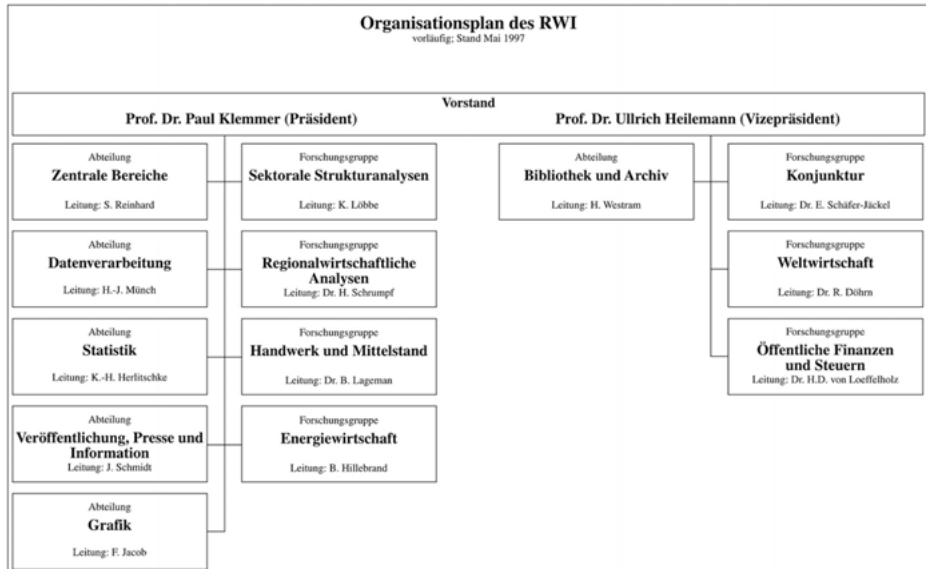 Organisationsplan des RWI
vorläufig; Stand Mai 1997
Vorstand
Prof. Dr. Paul Klemmer (Präsident)
Prof. Dr. Ullrich Heilemann (Vizepräsident)
Abteilung
Zentrale Bereiche
Leitung: S. Reinhard
Forschungsgruppe
Sektorale Strukturanalysen
Leitung: K. Löbbe
Abteilung
Bibliothek und Archiv
Leitung: H. Westram
Forschungsgruppe
Konjunktur
Leitung: Dr. E. Schäfer-Jäckel
Abteilung
Datenverarbeitung
Leitung: H.-J. Münch
Forschungsgruppe
Regionalwirtschaftliche
Analysen
Leitung: Dr. H. Schrumpf
Forschungsgruppe
Weltwirtschaft
Leitung: Dr. R. Döhrn
Abteilung
Statistik
Leitung: K.-H. Herlitschke
Forschungsgruppe
Handwerk und Mittelstand
Leitung: Dr. B. Lageman
Forschungsgruppe
Öffentliche Finanzen
und Steuern
Leitung: Dr. H.D. von Loeffelholz
Abteilung
Veröffentlichung, Presse und
Information
Leitung: J. Schmidt
Forschungsgruppe
Energiewirtschaft
Leitung: B. Hillebrand
Abteilung
Grafik
Leitung: F. Jacob